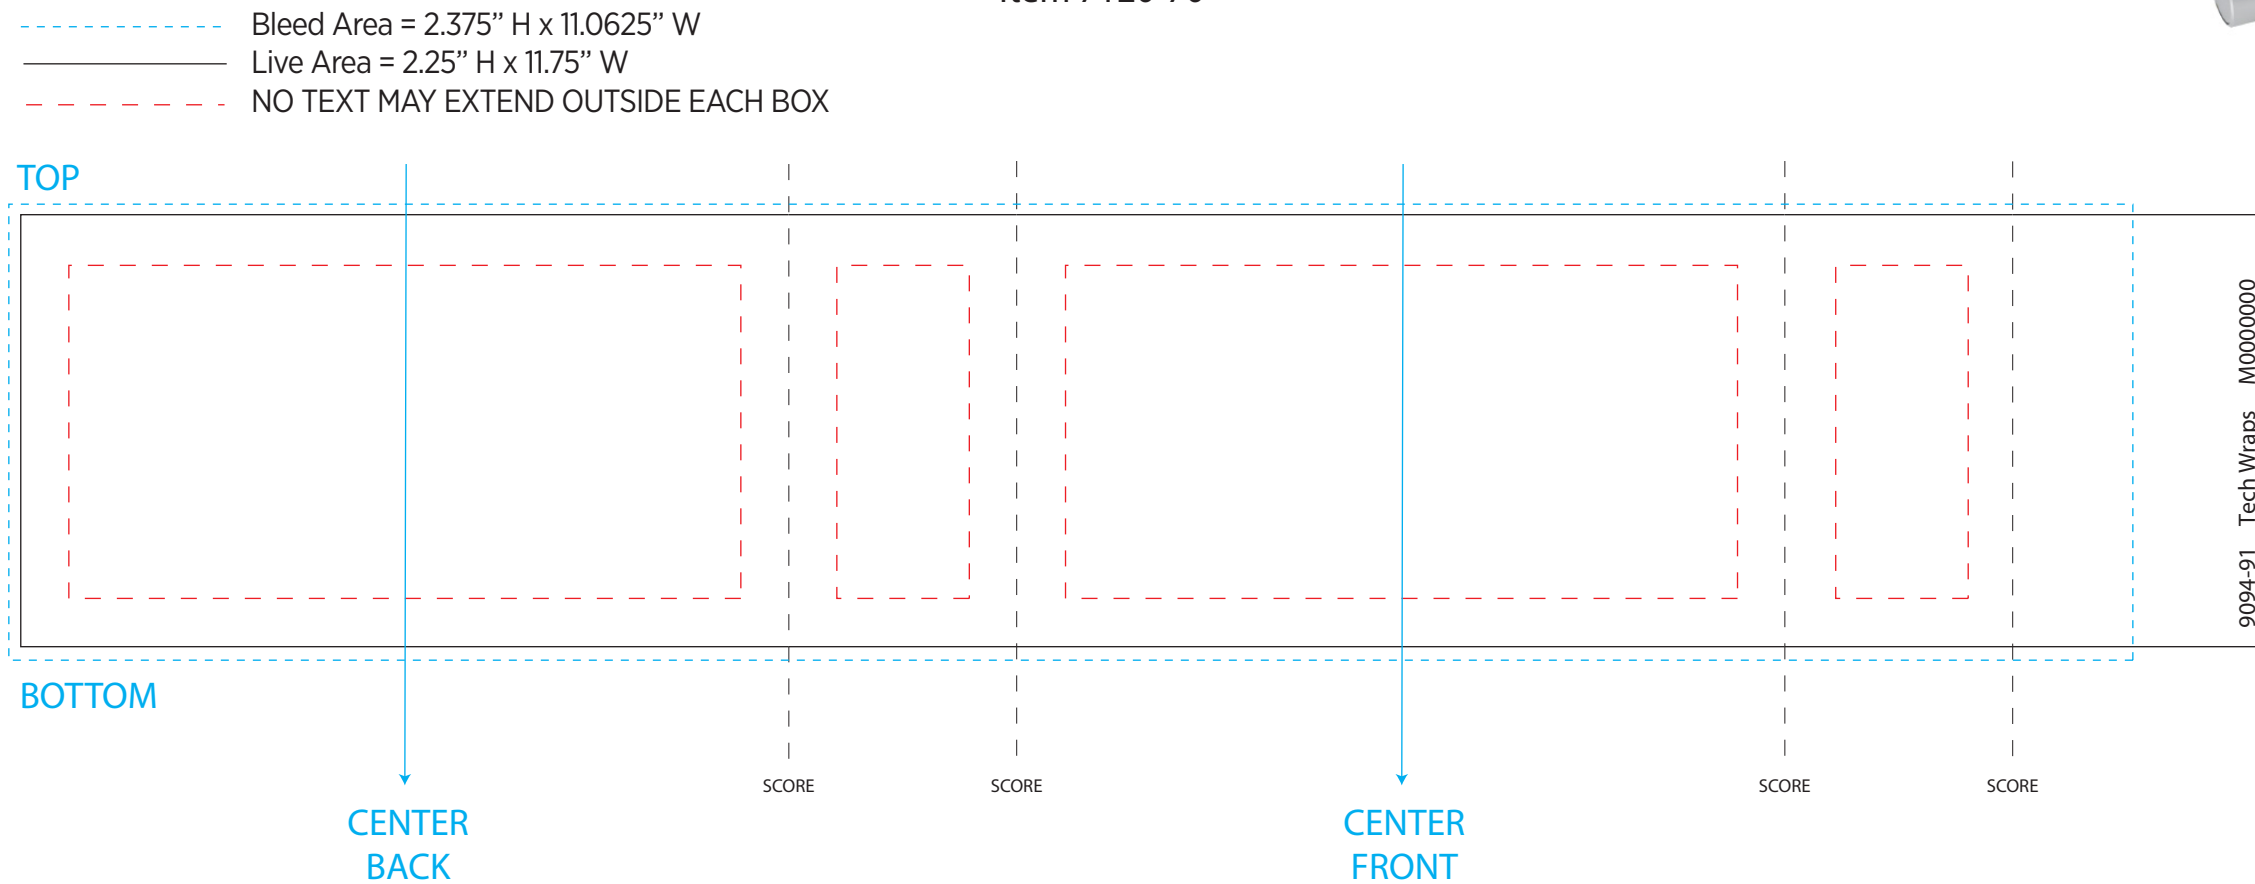 Bleed Area = 2.375” H x 11.0625” W
Live Area = 2.25” H x 11.75” W
NO TEXT MAY EXTEND OUTSIDE EACH BOX
TOP
9094-91 Tech Wraps M0000000
BOTTOM
SCORE
SCORE
SCORE
SCORE
CENTER
BACK
CENTER
FRONT